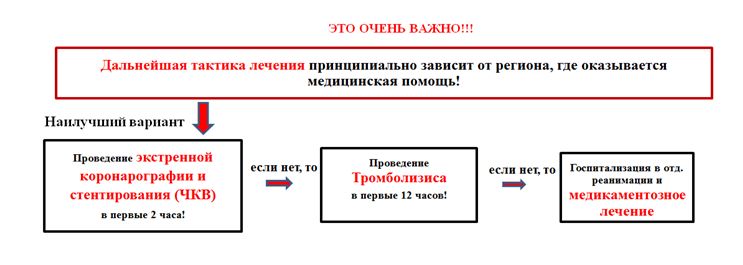 ЭТО ОЧЕНЬ ВАЖНО!!!
Дальнейшая тактика лечения принципиально зависит от региона, где оказывается
медицинская помощь!
Наилучший вариант
Проведение экстренной
коронарографии и
стентирования (ЧКВ)
в первые 2 часа!
если нет, то
Проведение
Тромболизиса
в первые 12 часов!
если нет, то
Госпитализация в отд.
реанимации и
медикаментозное
лечение